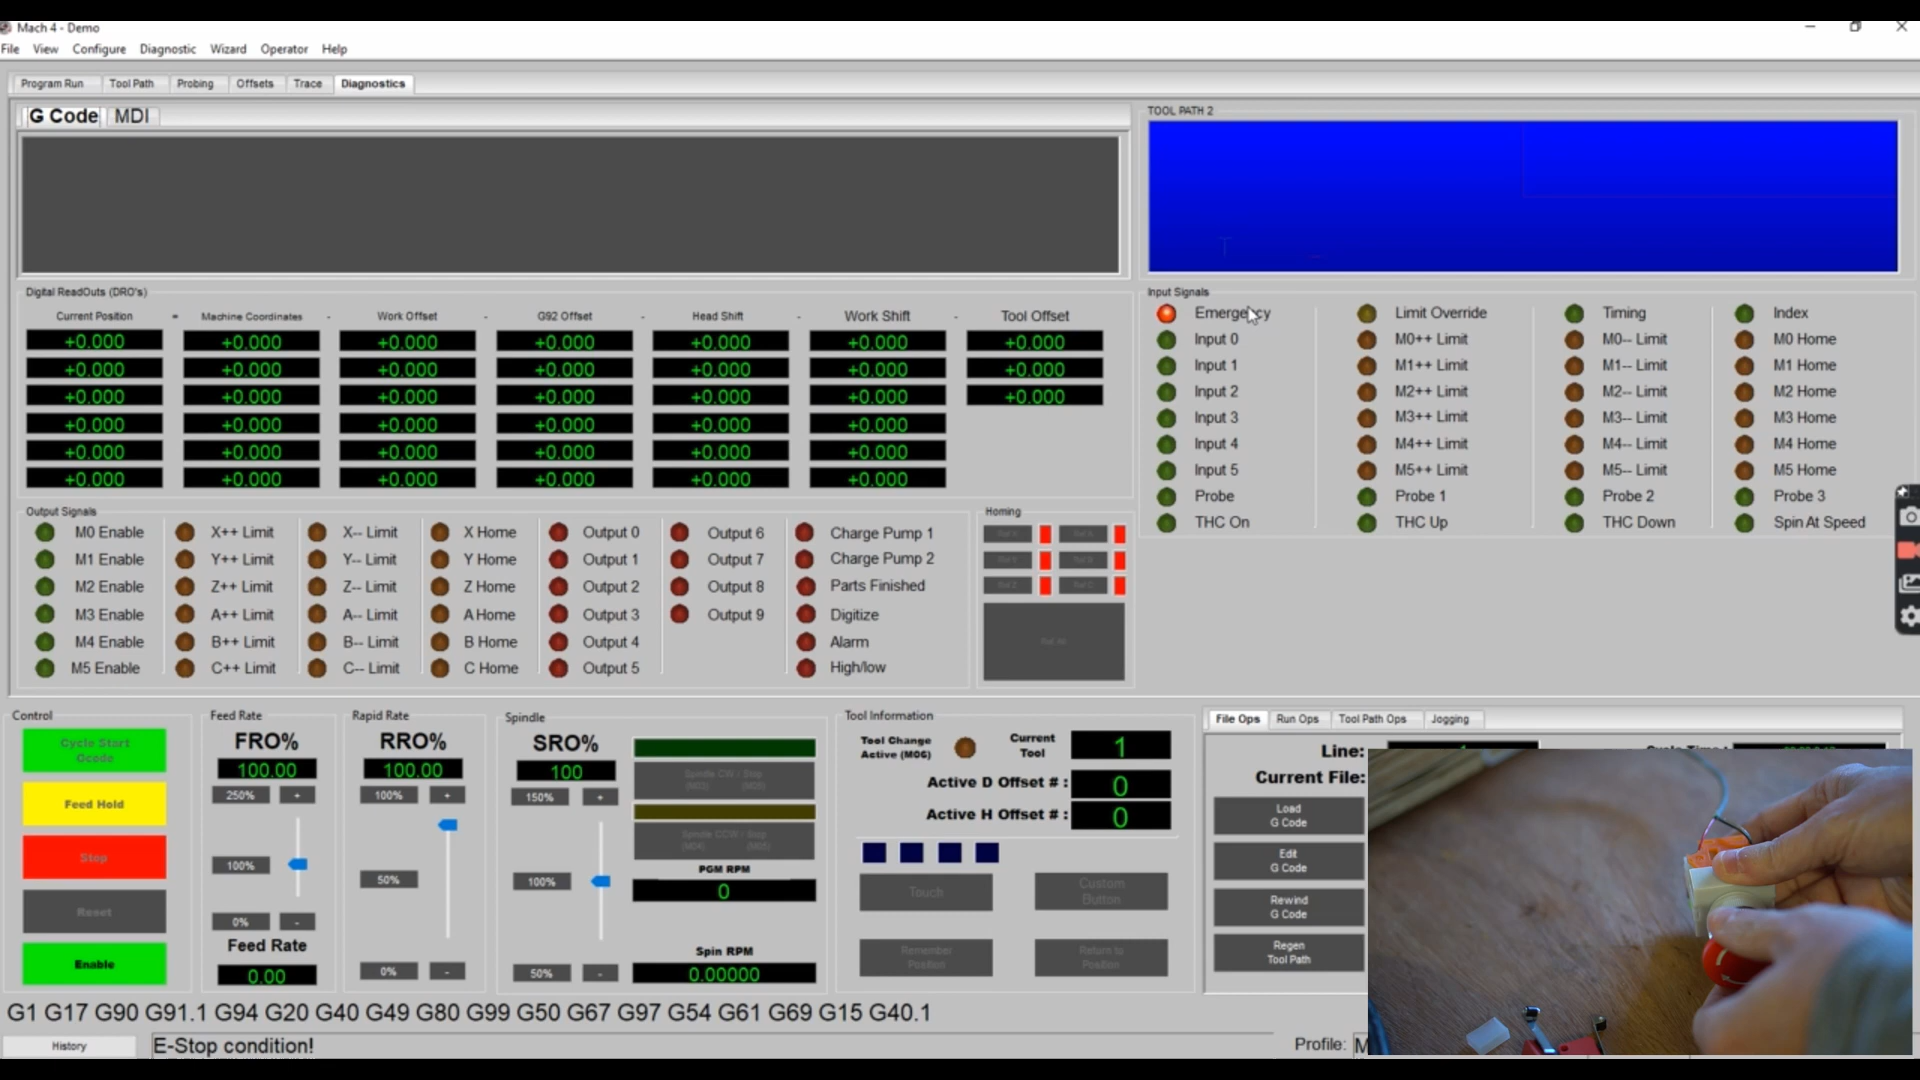 Mach 4 - Demo
File View Configure Diagnostic Wizard Operator Help
Program Run Tool Path Probing Offsets Trace Diagnostics
G Code MDI
TOOL PATH 2
Digital ReadOuts (DRO's)
Current Position = Machine Coordinates - Work Offset - G92 Offset - Head Shift - Work Shift - Tool Offset
+0.000 +0.000 +0.000 +0.000 +0.000 +0.000 +0.000
+0.000 +0.000 +0.000 +0.000 +0.000 +0.000 +0.000
+0.000 +0.000 +0.000 +0.000 +0.000 +0.000 +0.000
+0.000 +0.000 +0.000 +0.000 +0.000 +0.000
+0.000 +0.000 +0.000 +0.000 +0.000 +0.000
+0.000 +0.000 +0.000 +0.000 +0.000 +0.000
Input Signals
Emergency Limit Override Timing Index
Input 0 M0++ Limit M0-- Limit M0 Home
Input 1 M1++ Limit M1-- Limit M1 Home
Input 2 M2++ Limit M2-- Limit M2 Home
Input 3 M3++ Limit M3-- Limit M3 Home
Input 4 M4++ Limit M4-- Limit M4 Home
Input 5 M5++ Limit M5-- Limit M5 Home
Probe Probe 1 Probe 2 Probe 3
THC On THC Up THC Down Spin At Speed
Output Signals
M0 Enable X++ Limit X-- Limit X Home Output 0 Output 6 Charge Pump 1
M1 Enable Y++ Limit Y-- Limit Y Home Output 1 Output 7 Charge Pump 2
M2 Enable Z++ Limit Z-- Limit Z Home Output 2 Output 8 Parts Finished
M3 Enable A++ Limit A-- Limit A Home Output 3 Output 9 Digitize
M4 Enable B++ Limit B-- Limit B Home Output 4 Alarm
M5 Enable C++ Limit C-- Limit C Home Output 5 High/low
Homing
Control
Cycle Start
Gcode
Feed Hold
Stop
Reset
Enable
Feed Rate
FRO%
100.00
250% +
100%
0% -
Feed Rate
0.00
Rapid Rate
RRO%
100.00
100% +
50%
0% -
Spindle
SRO%
100
150% +
100%
50% -
Spindle CW / Stop
(M03) (M05)
Spindle CCW / Stop
(M04) (M05)
PGM RPM
0
Spin RPM
0.00000
Tool Information
Tool Change
Active (M06)
Current
Tool
1
Active D Offset # : 0
Active H Offset # : 0
Touch
Custom
Button
Remember
Position
Return to
Position
File Ops Run Ops Tool Path Ops Jogging
Line:
Current File:
Load
G Code
Edit
G Code
Rewind
G Code
Regen
Tool Path
G1 G17 G90 G91.1 G94 G20 G40 G49 G80 G99 G50 G67 G97 G54 G61 G69 G15 G40.1
History E-Stop condition! Profile: M